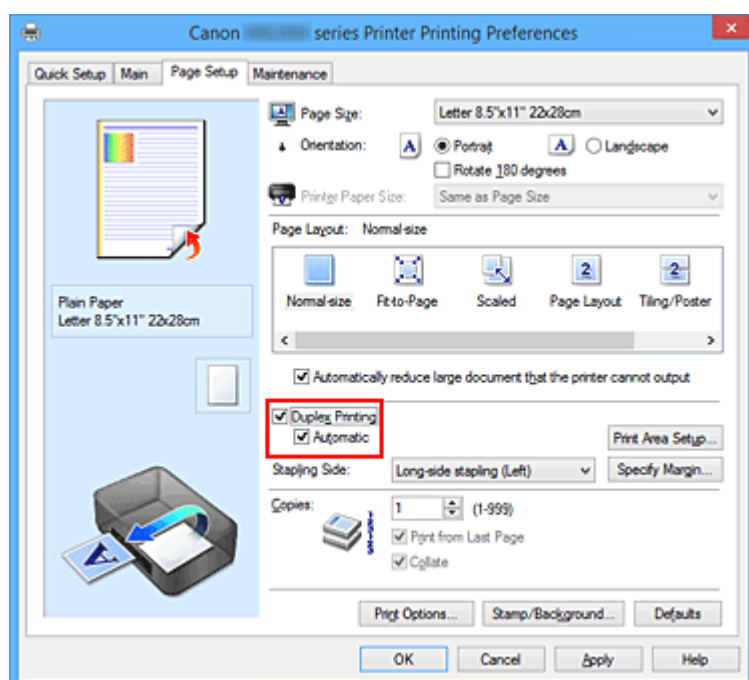 Canon series Printer Printing Preferences
Quick Setup Main Page Setup Maintenance
Page Size: Letter 8.5"x11" 22x28cm
Orientation: A Portrait A Landscape
Rotate 180 degrees
Printer Paper Size: Same as Page Size
Page Layout: Normal-size
2 2
Normal-size Fit-to-Page Scaled Page Layout Tiling/Poster
Plain Paper
Letter 8.5"x11" 22x28cm
Automatically reduce large document that the printer cannot output
Duplex Printing
Automatic
Print Area Setup...
Stapling Side: Long-side stapling (Left) Specify Margin...
Copies: 1 (1-999)
Print from Last Page
Collate
A
Print Options... Stamp/Background... Defaults
OK Cancel Apply Help